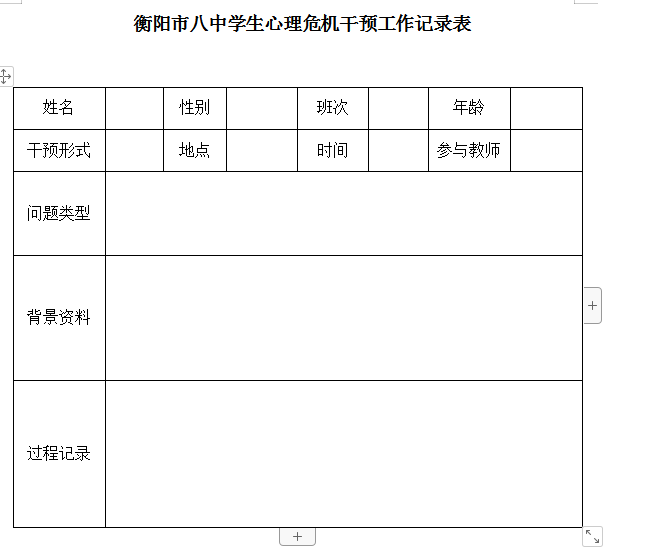 衡阳市八中学生心理危机干预工作记录表
姓名 性别 班次 年龄
干预形式 地点 时间 参与教师
问题类型
背景资料
过程记录